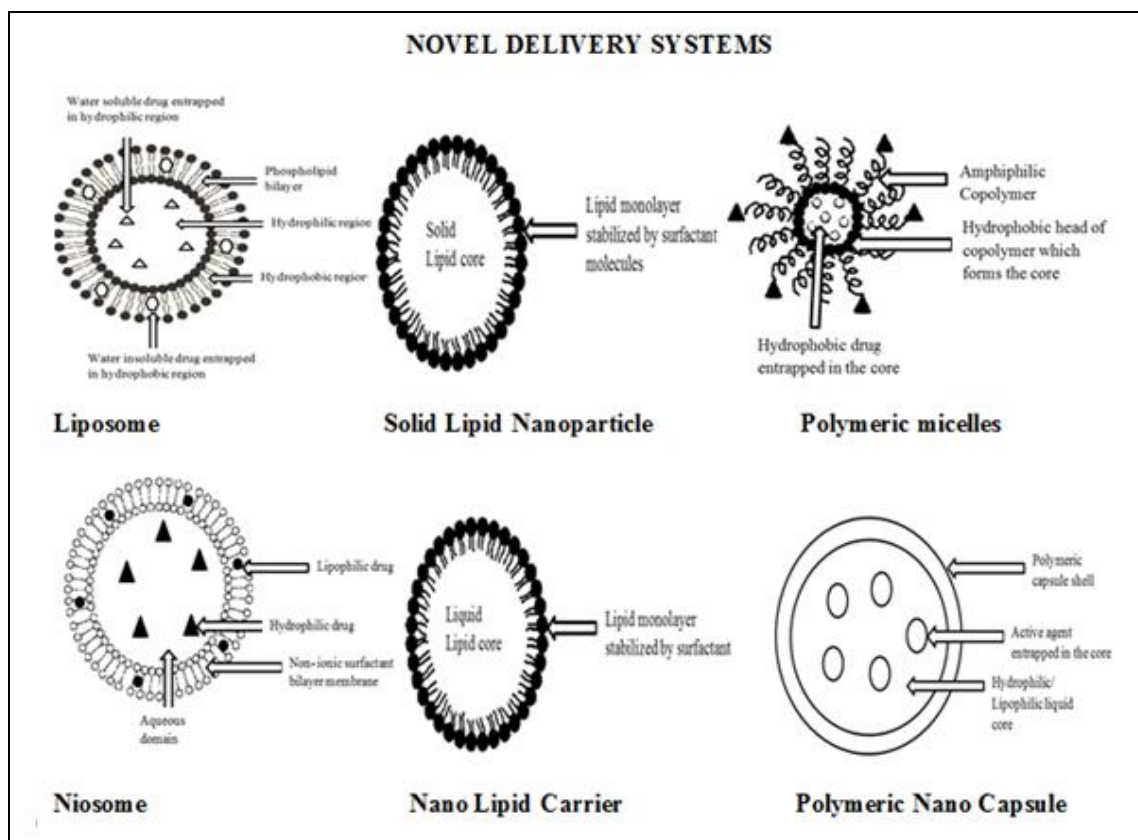 NOVEL DELIVERY SYSTEMS
Water soluble drug entrapped
in hydrophilic region
Phospholipid
bilayer
Hydrophilic region
Hydrophobic region
Water insoluble drug entrapped
in hydrophobic region
Liposome
Solid
Lipid core
Lipid monolayer
stabilized by surfactant
molecules
Solid Lipid Nanoparticle
Amphiphilic
Copolymer
Hydrophobic head of
copolymer which
forms the core
Hydrophobic drug
entrapped in the core
Polymeric micelles
Lipophilic drug
Hydrophilic drug
Non-ionic surfactant
bilayer membrane
Aqueous
domain
Niosome
Liquid
Lipid core
Lipid monolayer
stabilized by surfactant
Nano Lipid Carrier
Polymeric
capsule shell
Active agent
entrapped in the core
Hydrophilic/
Lipophilic liquid
core
Polymeric Nano Capsule